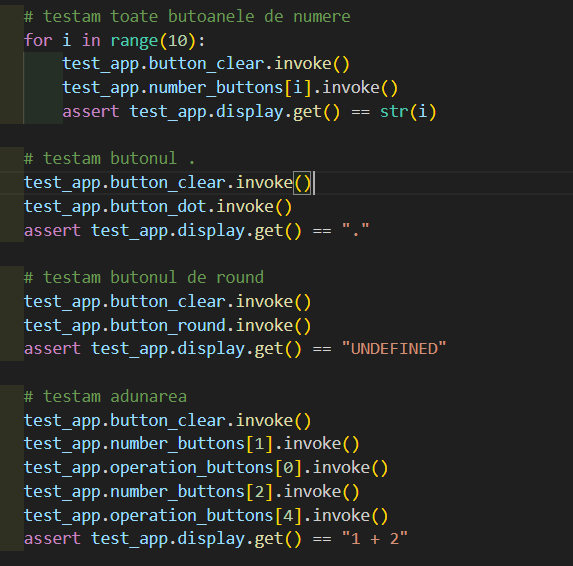 # testam toate butoanele de numere
for i in range(10):
    test_app.button_clear.invoke()
    test_app.number_buttons[i].invoke()
    assert test_app.display.get() == str(i)
# testam butonul .
test_app.button_clear.invoke()
test_app.button_dot.invoke()
assert test_app.display.get() == "."
# testam butonul de round
test_app.button_clear.invoke()
test_app.button_round.invoke()
assert test_app.display.get() == "UNDEFINED"
# testam adunarea
test_app.button_clear.invoke()
test_app.number_buttons[1].invoke()
test_app.operation_buttons[0].invoke()
test_app.number_buttons[2].invoke()
test_app.operation_buttons[4].invoke()
assert test_app.display.get() == "1 + 2"